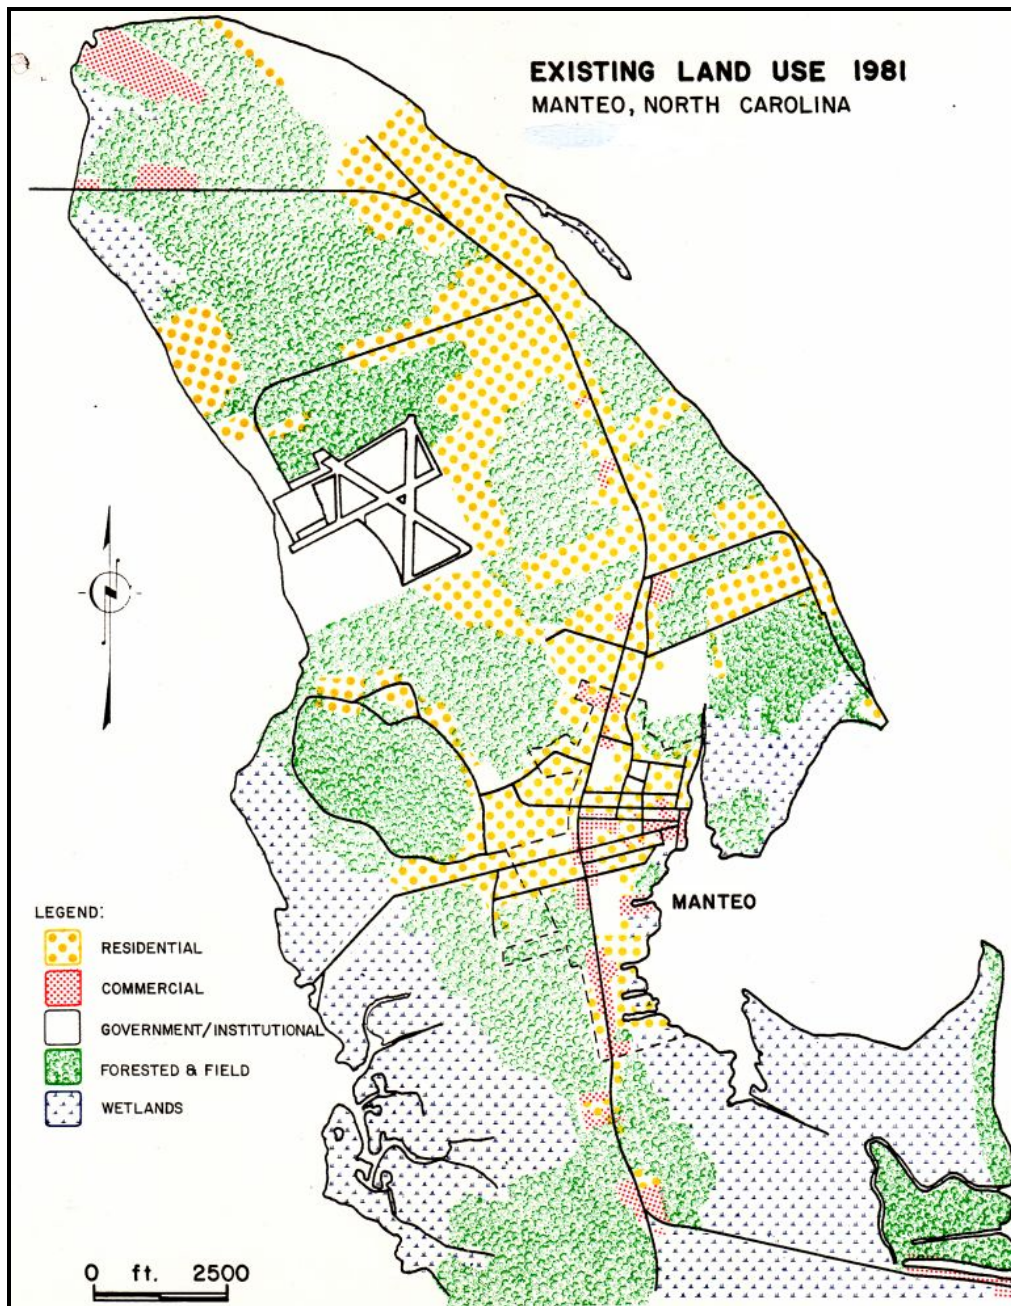 EXISTING LAND USE 1981
MANTEO, NORTH CAROLINA
MANTEO
LEGEND:
RESIDENTIAL
COMMERCIAL
GOVERNMENT/INSTITUTIONAL
FORESTED & FIELD
WETLANDS
0 ft. 2500